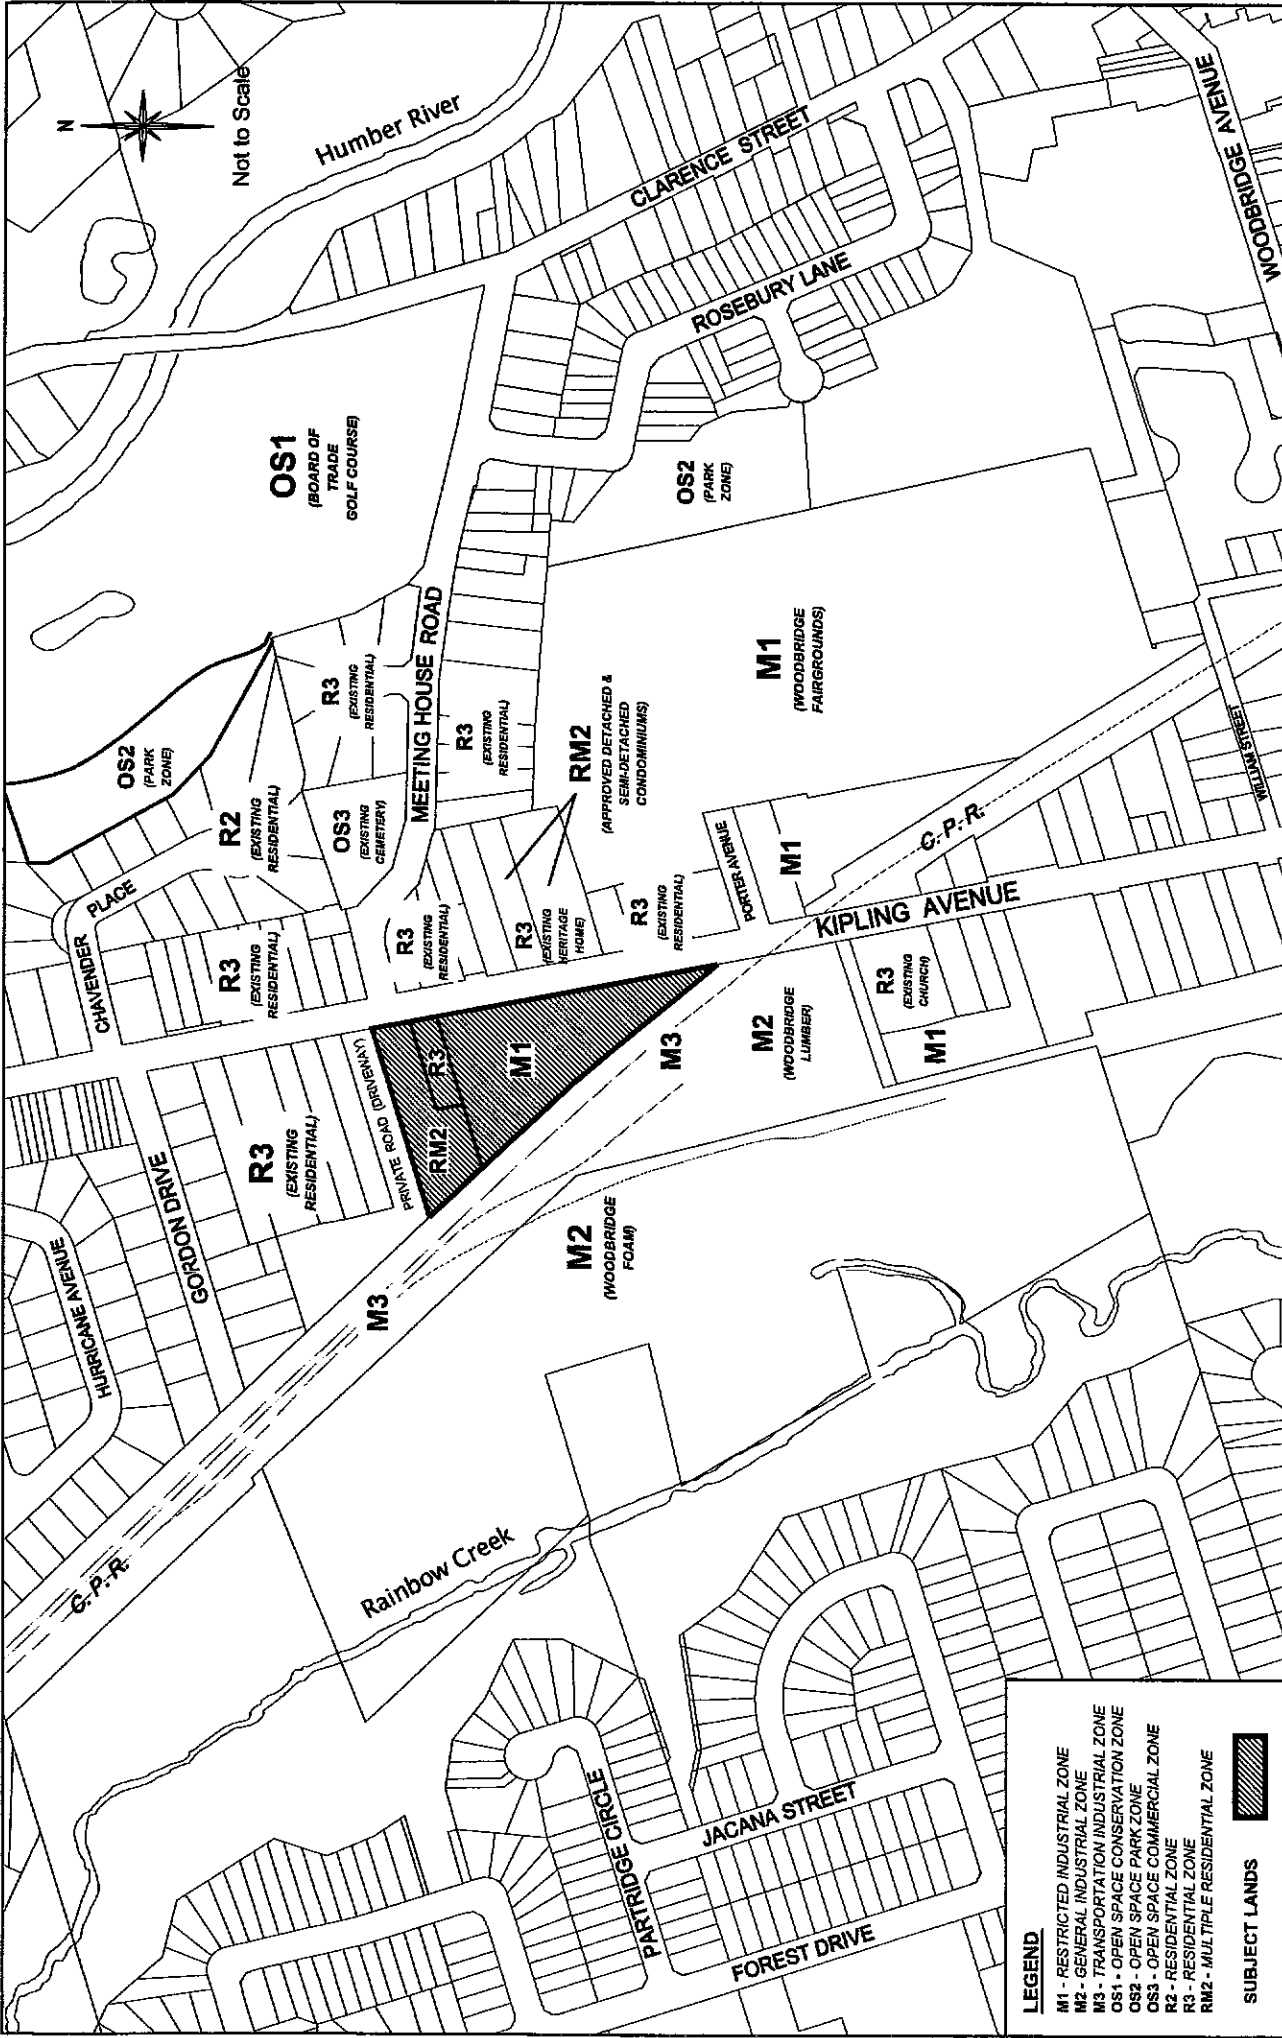 N
Not to Scale
Humber River
CLARENCE STREET
ROSEBURY LANE
WOODBRIDGE AVENUE
OS1
(BOARD OF
TRADE
GOLF COURSE)
OS2
(PARK
ZONE)
OS2
(PARK
ZONE)
R2
(EXISTING
RESIDENTIAL)
R3
(EXISTING
RESIDENTIAL)
OS3
(EXISTING
CEMETERY)
MEETING HOUSE ROAD
R3
(EXISTING
RESIDENTIAL)
RM2
(APPROVED DETACHED &
SEMI-DETACHED
CONDOMINIUMS)
M1
(WOODBRIDGE
FAIRGROUNDS)
CHAVENDER
PLACE
R3
(EXISTING
RESIDENTIAL)
R3
(EXISTING
RESIDENTIAL)
R3
(EXISTING
HERITAGE
HOME)
R3
(EXISTING
RESIDENTIAL)
PORTER AVENUE
M1
C.P.R.
KIPLING AVENUE
WILLIAM STREET
HURRICANE AVENUE
GORDON DRIVE
R3
(EXISTING
RESIDENTIAL)
PRIVATE ROAD (DRIVEWAY)
RM2
R3
M1
M3
M2
(WOODBRIDGE
LUMBER)
R3
(EXISTING
CHURCH)
M1
M3
M2
(WOODBRIDGE
FOAM)
C.P.R.
Rainbow Creek
PARTRIDGE CIRCLE
JACANA STREET
FOREST DRIVE
LEGEND
M1 - RESTRICTED INDUSTRIAL ZONE
M2 - GENERAL INDUSTRIAL ZONE
M3 - TRANSPORTATION INDUSTRIAL ZONE
OS1 - OPEN SPACE CONSERVATION ZONE
OS2 - OPEN SPACE PARK ZONE
OS3 - OPEN SPACE COMMERCIAL ZONE
R2 - RESIDENTIAL ZONE
R3 - RESIDENTIAL ZONE
RM2 - MULTIPLE RESIDENTIAL ZONE
SUBJECT LANDS